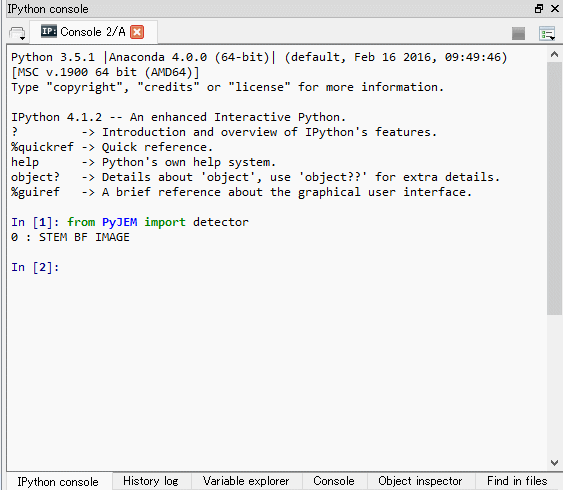 IPython console
IP: Console 2/A
Python 3.5.1 |Anaconda 4.0.0 (64-bit)| (default, Feb 16 2016, 09:49:46)
[MSC v.1900 64 bit (AMD64)]
Type "copyright", "credits" or "license" for more information.
IPython 4.1.2 -- An enhanced Interactive Python.
?         -> Introduction and overview of IPython's features.
%quickref -> Quick reference.
help      -> Python's own help system.
object?   -> Details about 'object', use 'object??' for extra details.
%guiref   -> A brief reference about the graphical user interface.
In [1]: from PyJEM import detector
0 : STEM BF IMAGE
In [2]:
IPython console History log Variable explorer Console Object inspector Find in files